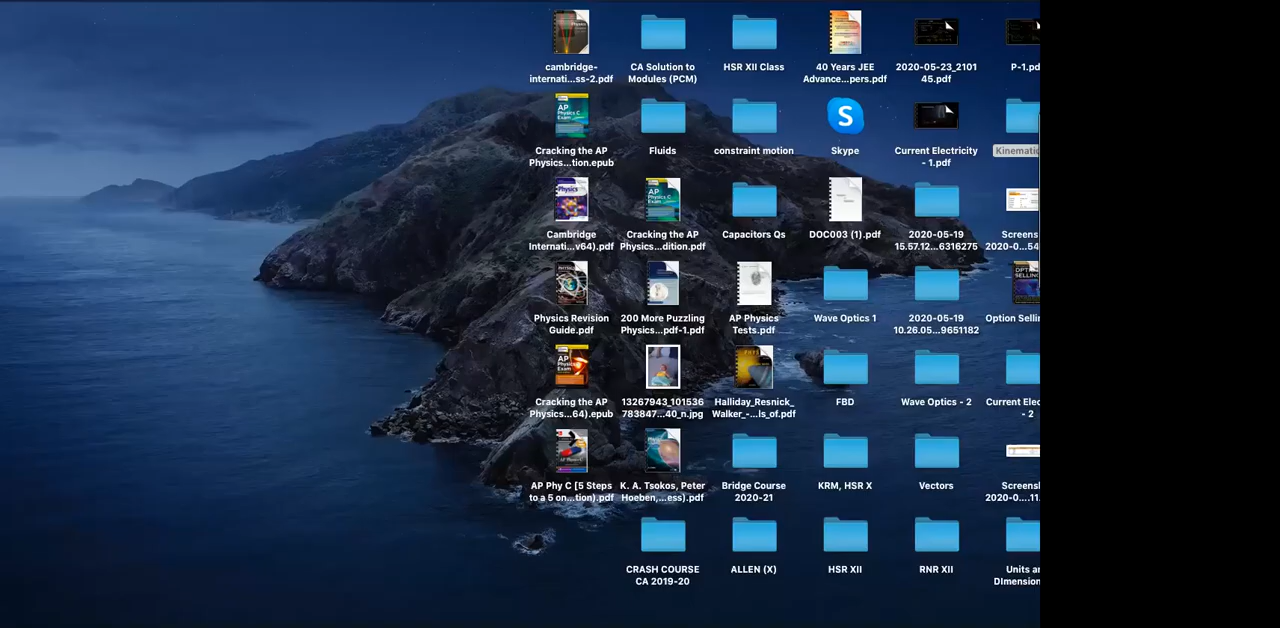 cambridge-
internati...ss-2.pdf
CA Solution to
Modules (PCM)
HSR XII Class
40 Years JEE
Advance...pers.pdf
2020-05-23_2101
45.pdf
P-1.pd
Cracking the AP
Physics...tion.epub
Fluids
constraint motion
Skype
Current Electricity
- 1.pdf
Kinemati
Cambridge
Internati...v64).pdf
Cracking the AP
Physics...dition.pdf
Capacitors Qs
DOC003 (1).pdf
2020-05-19
15.57.12...6316275
Screens
2020-0...54
Physics Revision
Guide.pdf
200 More Puzzling
Physics...pdf-1.pdf
AP Physics
Tests.pdf
Wave Optics 1
2020-05-19
10.26.05...9651182
Option Selli
Cracking the AP
Physics...64).epub
13267943_101536
783847...40_n.jpg
Halliday_Resnick_
Walker_-...ls_of.pdf
FBD
Wave Optics - 2
Current Elec
- 2
AP Phy C [5 Steps
to a 5 on...tion).pdf
K. A. Tsokos, Peter
Hoeben,...ess).pdf
Bridge Course
2020-21
KRM, HSR X
Vectors
Screensh
2020-0....11.
CRASH COURSE
CA 2019-20
ALLEN (X)
HSR XII
RNR XII
Units an
DImension